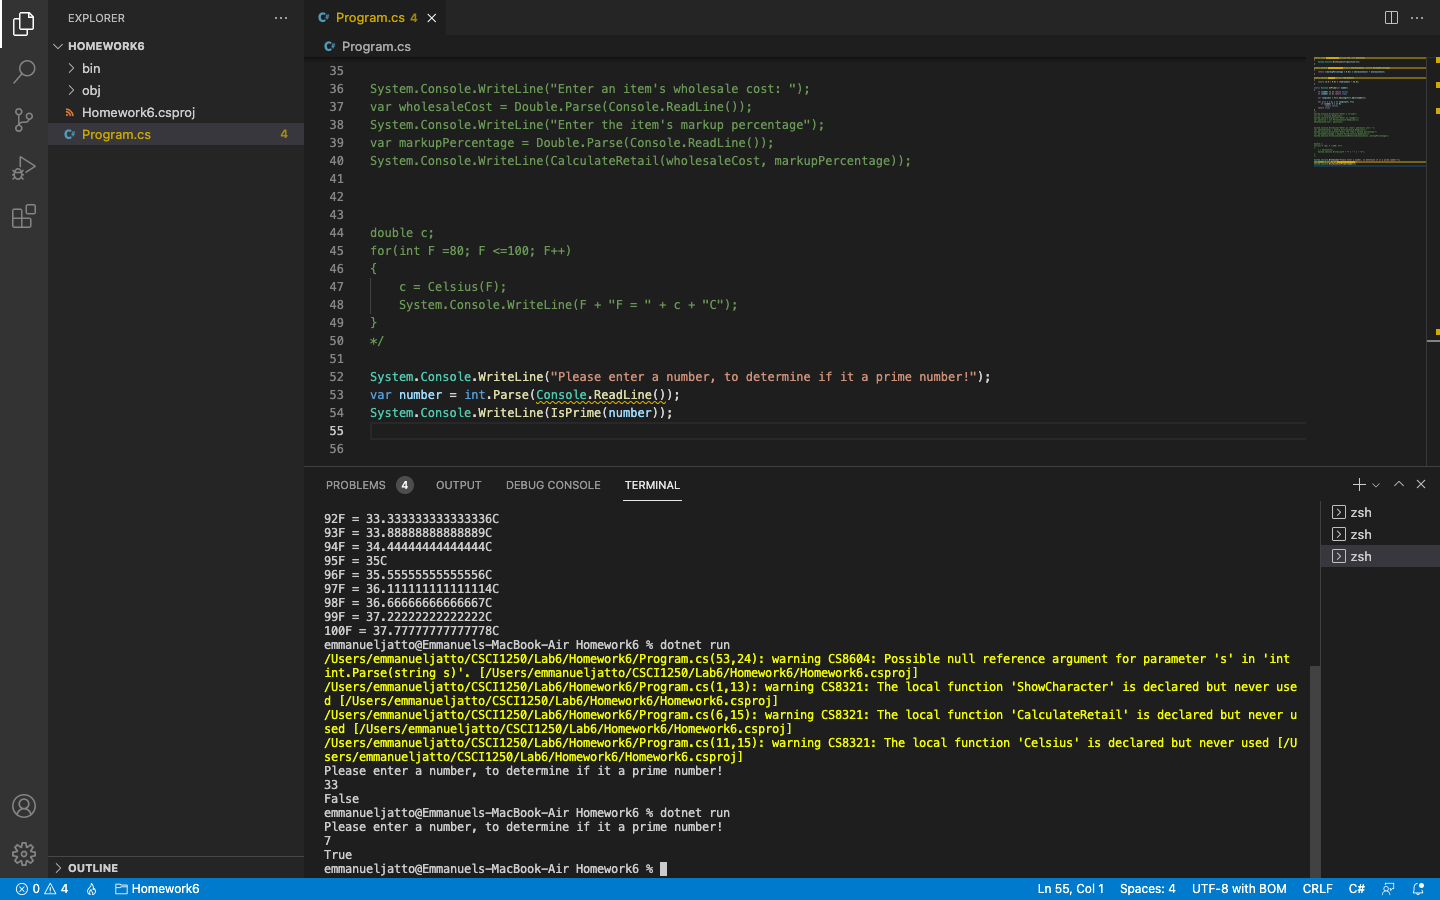 EXPLORER
HOMEWORK6
bin
obj
Homework6.csproj
Program.cs 4
OUTLINE
Program.cs 4
Program.cs
35
36 System.Console.WriteLine("Enter an item's wholesale cost: ");
37 var wholesaleCost = Double.Parse(Console.ReadLine());
38 System.Console.WriteLine("Enter the item's markup percentage");
39 var markupPercentage = Double.Parse(Console.ReadLine());
40 System.Console.WriteLine(CalculateRetail(wholesaleCost, markupPercentage));
41
42
43
44 double c;
45 for(int F =80; F <=100; F++)
46 {
47 c = Celsius(F);
48 System.Console.WriteLine(F + "F = " + c + "C");
49 }
50 */
51
52 System.Console.WriteLine("Please enter a number, to determine if it a prime number!");
53 var number = int.Parse(Console.ReadLine());
54 System.Console.WriteLine(IsPrime(number));
55
56
PROBLEMS 4 OUTPUT DEBUG CONSOLE TERMINAL
92F = 33.333333333333336C
93F = 33.88888888888889C
94F = 34.44444444444444C
95F = 35C
96F = 35.55555555555556C
97F = 36.111111111111114C
98F = 36.66666666666667C
99F = 37.22222222222222C
100F = 37.77777777777778C
emmanueljatto@Emmanuels-MacBook-Air Homework6 % dotnet run
/Users/emmanueljatto/CSCI1250/Lab6/Homework6/Program.cs(53,24): warning CS8604: Possible null reference argument for parameter 's' in 'int
int.Parse(string s)'. [/Users/emmanueljatto/CSCI1250/Lab6/Homework6/Homework6.csproj]
/Users/emmanueljatto/CSCI1250/Lab6/Homework6/Program.cs(1,13): warning CS8321: The local function 'ShowCharacter' is declared but never use
d [/Users/emmanueljatto/CSCI1250/Lab6/Homework6/Homework6.csproj]
/Users/emmanueljatto/CSCI1250/Lab6/Homework6/Program.cs(6,15): warning CS8321: The local function 'CalculateRetail' is declared but never u
sed [/Users/emmanueljatto/CSCI1250/Lab6/Homework6/Homework6.csproj]
/Users/emmanueljatto/CSCI1250/Lab6/Homework6/Program.cs(11,15): warning CS8321: The local function 'Celsius' is declared but never used [/U
sers/emmanueljatto/CSCI1250/Lab6/Homework6/Homework6.csproj]
Please enter a number, to determine if it a prime number!
33
False
emmanueljatto@Emmanuels-MacBook-Air Homework6 % dotnet run
Please enter a number, to determine if it a prime number!
7
True
emmanueljatto@Emmanuels-MacBook-Air Homework6 %
zsh
zsh
zsh
0 4 Homework6 Ln 55, Col 1 Spaces: 4 UTF-8 with BOM CRLF C#